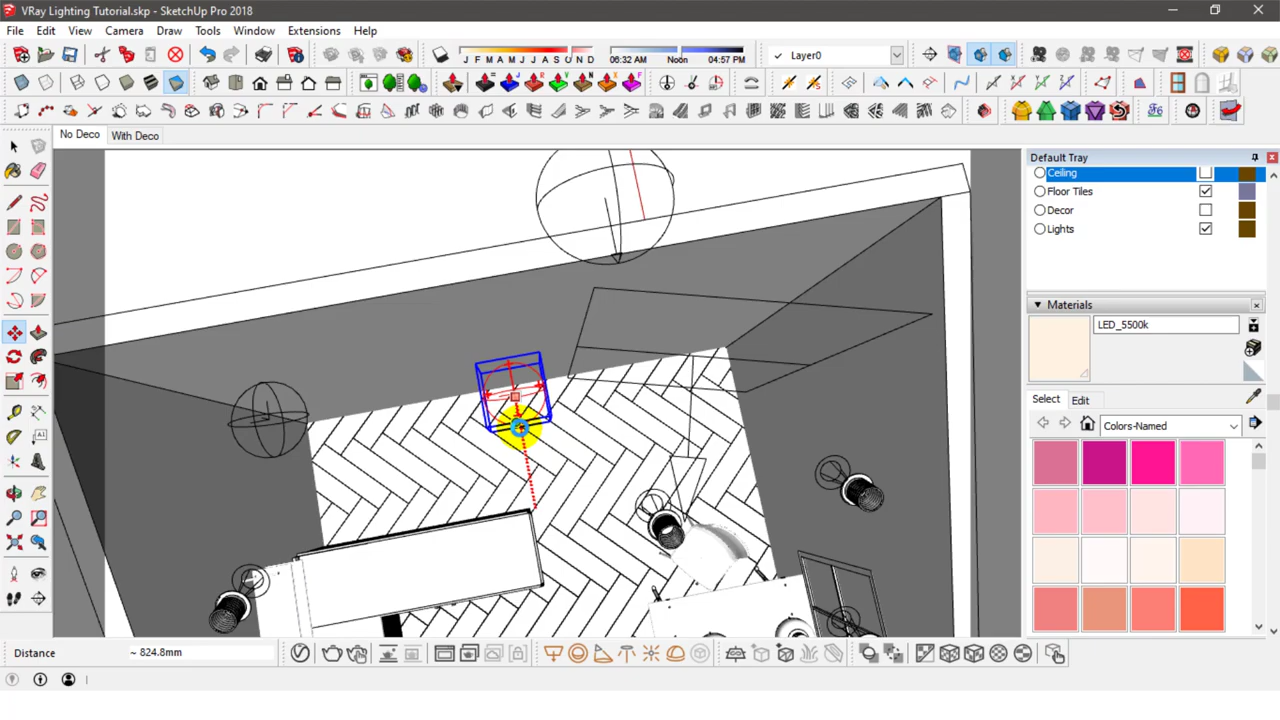 VRay Lighting Tutorial.skp - SketchUp Pro 2018
File Edit View Camera Draw Tools Window Extensions Help
J F M A M J J A S O N D
06:32 AM Noon 04:57 PM
Layer0
No Deco With Deco
Default Tray
Ceiling
Floor Tiles
Decor
Lights
Materials
LED_5500k
Select Edit
Colors-Named
Distance ~ 824.8mm